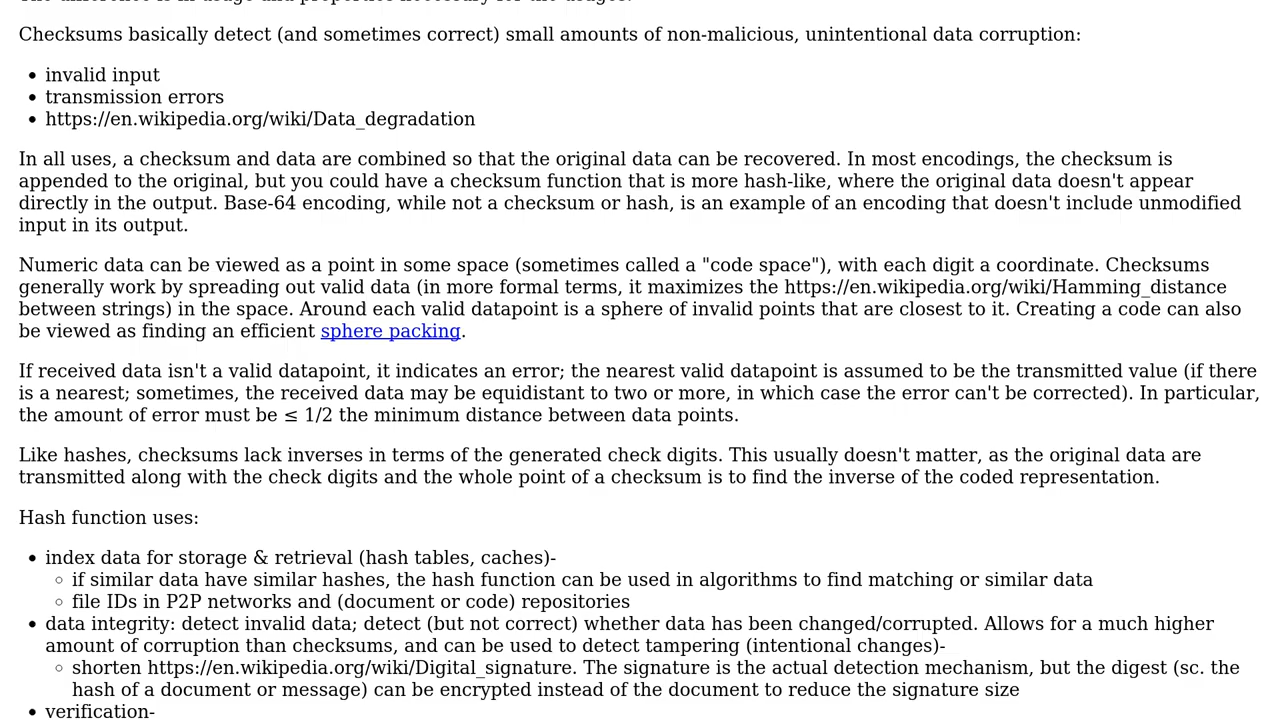 The difference is in usage and properties necessary for the usages.
Checksums basically detect (and sometimes correct) small amounts of non-malicious, unintentional data corruption:
• invalid input
• transmission errors
• https://en.wikipedia.org/wiki/Data_degradation
In all uses, a checksum and data are combined so that the original data can be recovered. In most encodings, the checksum is
appended to the original, but you could have a checksum function that is more hash-like, where the original data doesn't appear
directly in the output. Base-64 encoding, while not a checksum or hash, is an example of an encoding that doesn't include unmodified
input in its output.
Numeric data can be viewed as a point in some space (sometimes called a "code space"), with each digit a coordinate. Checksums
generally work by spreading out valid data (in more formal terms, it maximizes the https://en.wikipedia.org/wiki/Hamming_distance
between strings) in the space. Around each valid datapoint is a sphere of invalid points that are closest to it. Creating a code can also
be viewed as finding an efficient sphere packing.
If received data isn't a valid datapoint, it indicates an error; the nearest valid datapoint is assumed to be the transmitted value (if there
is a nearest; sometimes, the received data may be equidistant to two or more, in which case the error can't be corrected). In particular,
the amount of error must be ≤ 1/2 the minimum distance between data points.
Like hashes, checksums lack inverses in terms of the generated check digits. This usually doesn't matter, as the original data are
transmitted along with the check digits and the whole point of a checksum is to find the inverse of the coded representation.
Hash function uses:
• index data for storage & retrieval (hash tables, caches)-
◦ if similar data have similar hashes, the hash function can be used in algorithms to find matching or similar data
◦ file IDs in P2P networks and (document or code) repositories
• data integrity: detect invalid data; detect (but not correct) whether data has been changed/corrupted. Allows for a much higher
amount of corruption than checksums, and can be used to detect tampering (intentional changes)-
◦ shorten https://en.wikipedia.org/wiki/Digital_signature. The signature is the actual detection mechanism, but the digest (sc. the
hash of a document or message) can be encrypted instead of the document to reduce the signature size
• verification-